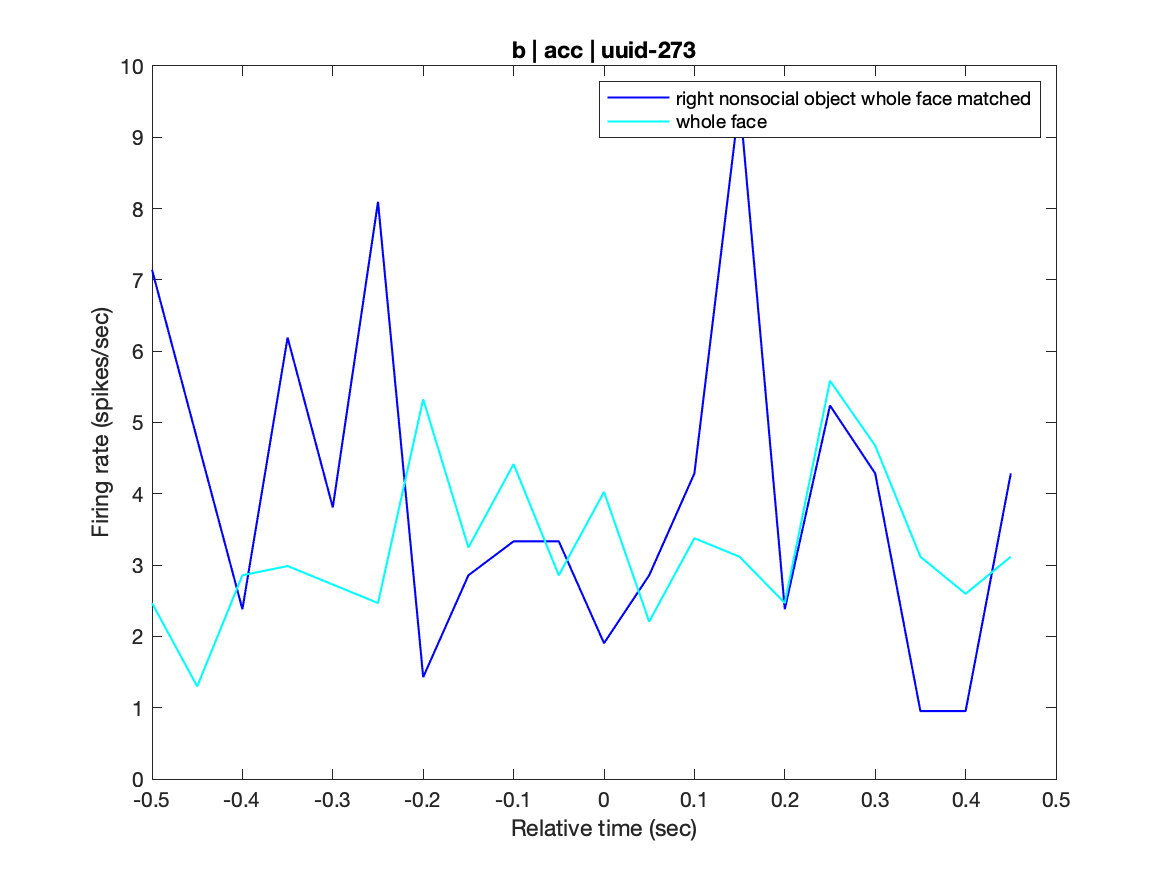 b | acc | uuid-273
right nonsocial object whole face matched
whole face
10
9
8
7
6
5
4
3
2
1
0
Firing rate (spikes/sec)
-0.5 -0.4 -0.3 -0.2 -0.1 0 0.1 0.2 0.3 0.4 0.5
Relative time (sec)